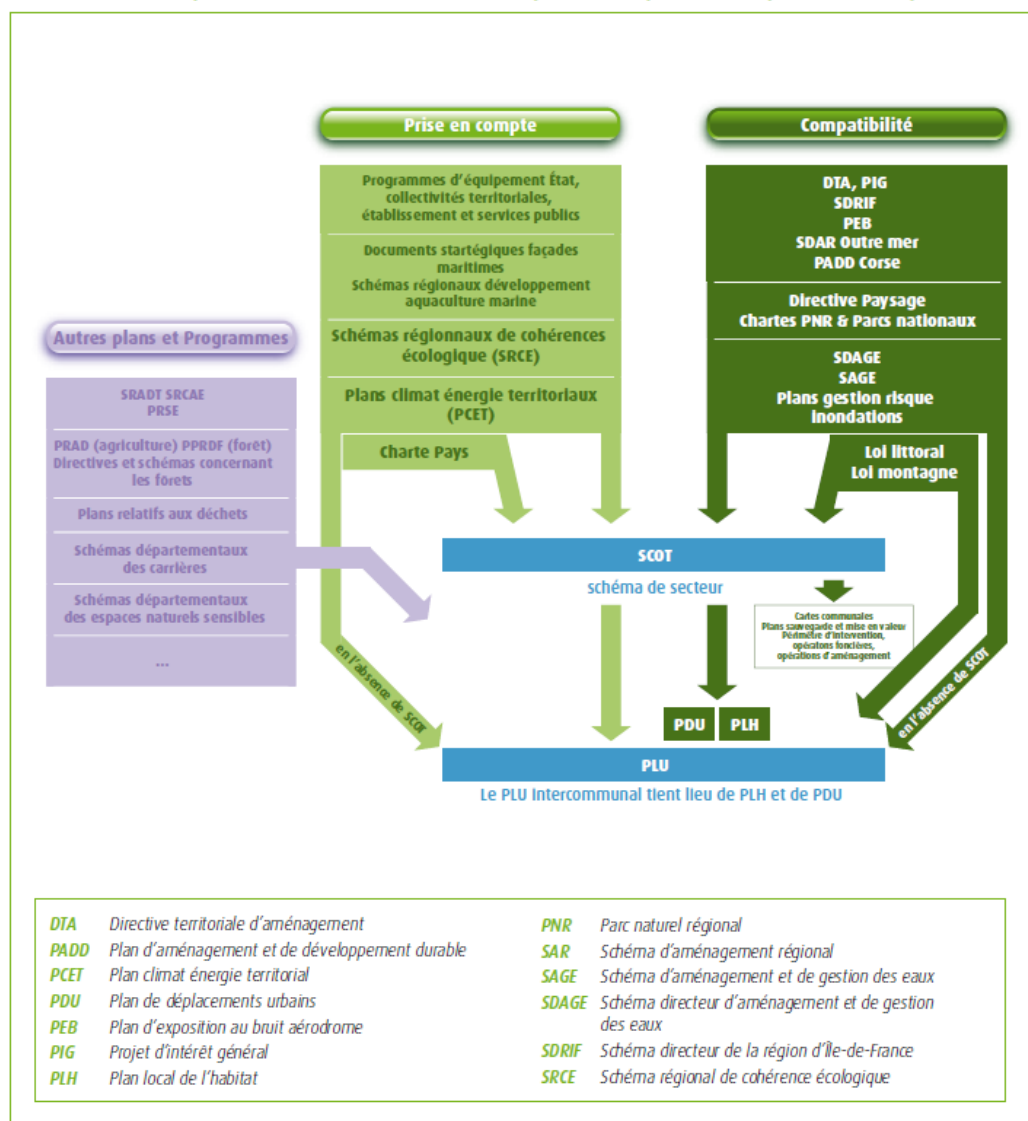 Prise en compte
Programmes d'équipement État,
collectivités territoriales,
établissement et services publics
Documents startégiques façades
maritimes
Schémas régionaux développement
aquaculture marine
Schémas régionnaux de cohérences
écologique (SRCE)
Plans climat énergie territoriaux
(PCET)
Charte Pays
Compatibilité
DTA, PIG
SDRIF
PEB
SDAR Outre mer
PADD Corse
Directive Paysage
Chartes PNR & Parcs nationaux
SDAGE
SAGE
Plans gestion risque
inondations
Loi littoral
Loi montagne
Autres plans et Programmes
SRADT SRCAE
PRSE
PRAD (agriculture) PPRDF (forêt)
Directives et schémas concernant
les fôrets
Plans relatifs aux déchets
Schémas départementaux
des carrières
Schémas départementaux
des espaces naturels sensibles
...
SCOT
schéma de secteur
Cartes communales
Plans sauvegarde et mise en valeur
Périmètre d'intervention,
opératons foncières,
opérations d'aménagement
en l'absence de SCOT
en l'absence de SCOT
PDU
PLH
PLU
Le PLU Intercommunal tient lieu de PLH et de PDU
DTA Directive territoriale d'aménagement
PADD Plan d'aménagement et de développement durable
PCET Plan climat énergie territorial
PDU Plan de déplacements urbains
PEB Plan d'exposition au bruit aérodrome
PIG Projet d'intérêt général
PLH Plan local de l'habitat
PNR Parc naturel régional
SAR Schéma d'aménagement régional
SAGE Schéma d'aménagement et de gestion des eaux
SDAGE Schéma directeur d'aménagement et de gestion
des eaux
SDRIF Schéma directeur de la région d'Île-de-France
SRCE Schéma régional de cohérence écologique